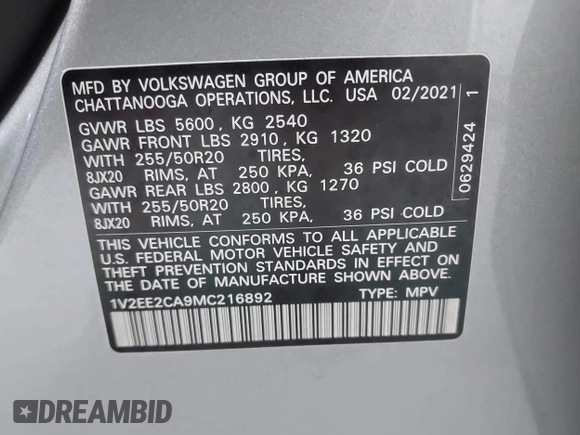 MFD BY VOLKSWAGEN GROUP OF AMERICA
CHATTANOOGA OPERATIONS, LLC. USA 02/2021 1
GVWR LBS 5600, KG 2540
GAWR FRONT LBS 2910, KG 1320
WITH 255/50R20 TIRES,
8JX20 RIMS, AT 250 KPA, 36 PSI COLD
GAWR REAR LBS 2800, KG 1270
WITH 255/50R20 TIRES,
8JX20 RIMS, AT 250 KPA, 36 PSI COLD
0629424
THIS VEHICLE CONFORMS TO ALL APPLICABLE
U.S. FEDERAL MOTOR VEHICLE SAFETY AND
THEFT PREVENTION STANDARDS IN EFFECT ON
THE DATE OF MANUFACTURE SHOWN ABOVE.
1V2EE2CA9MC216892 TYPE: MPV
DREAMBID